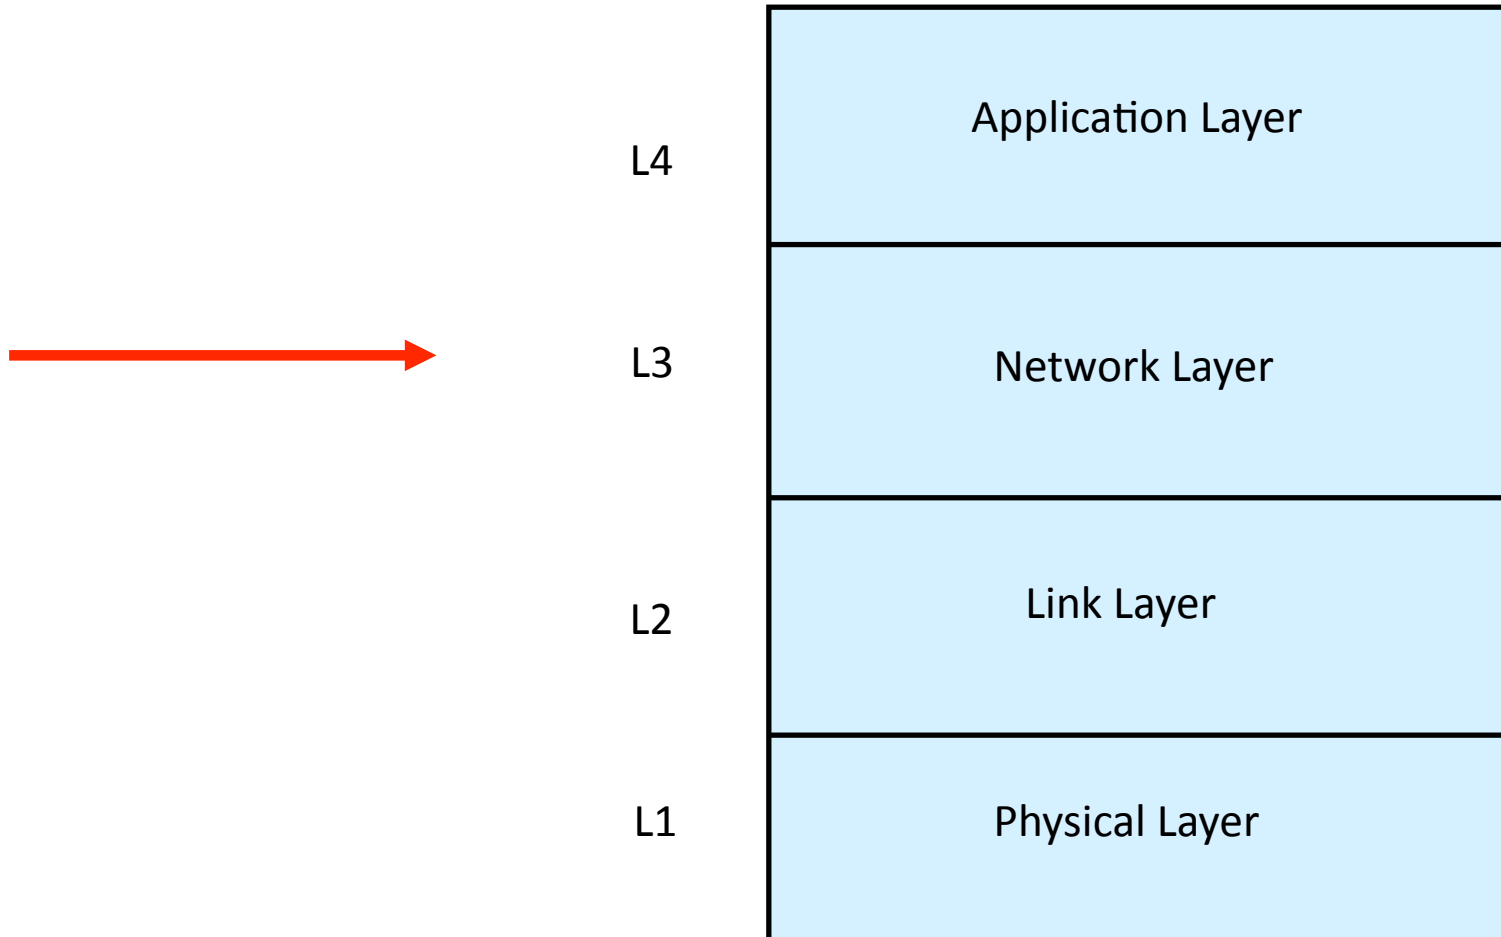 Application Layer
L4
L3
Network Layer
Link Layer
L2
L1
Physical Layer